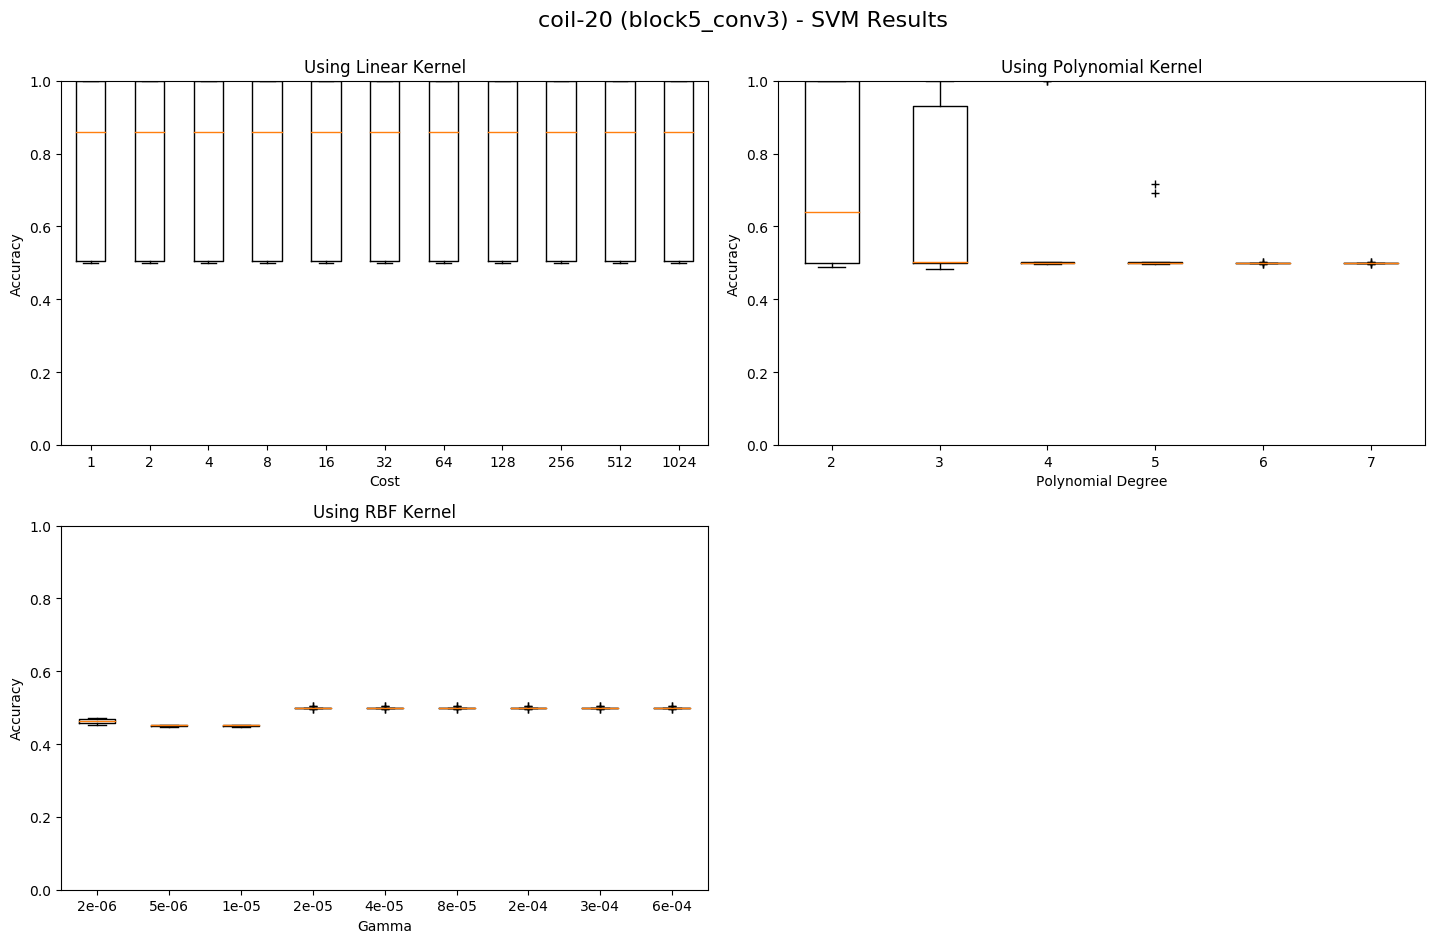 coil-20 (block5_conv3) - SVM Results
Using Linear Kernel
1.0
0.8
0.6
0.4
0.2
0.0
Accuracy
1 2 4 8 16 32 64 128 256 512 1024
Cost
Using Polynomial Kernel
1.0
0.8
0.6
0.4
0.2
0.0
Accuracy
2 3 4 5 6 7
Polynomial Degree
Using RBF Kernel
1.0
0.8
0.6
0.4
0.2
0.0
Accuracy
2e-06 5e-06 1e-05 2e-05 4e-05 8e-05 2e-04 3e-04 6e-04
Gamma